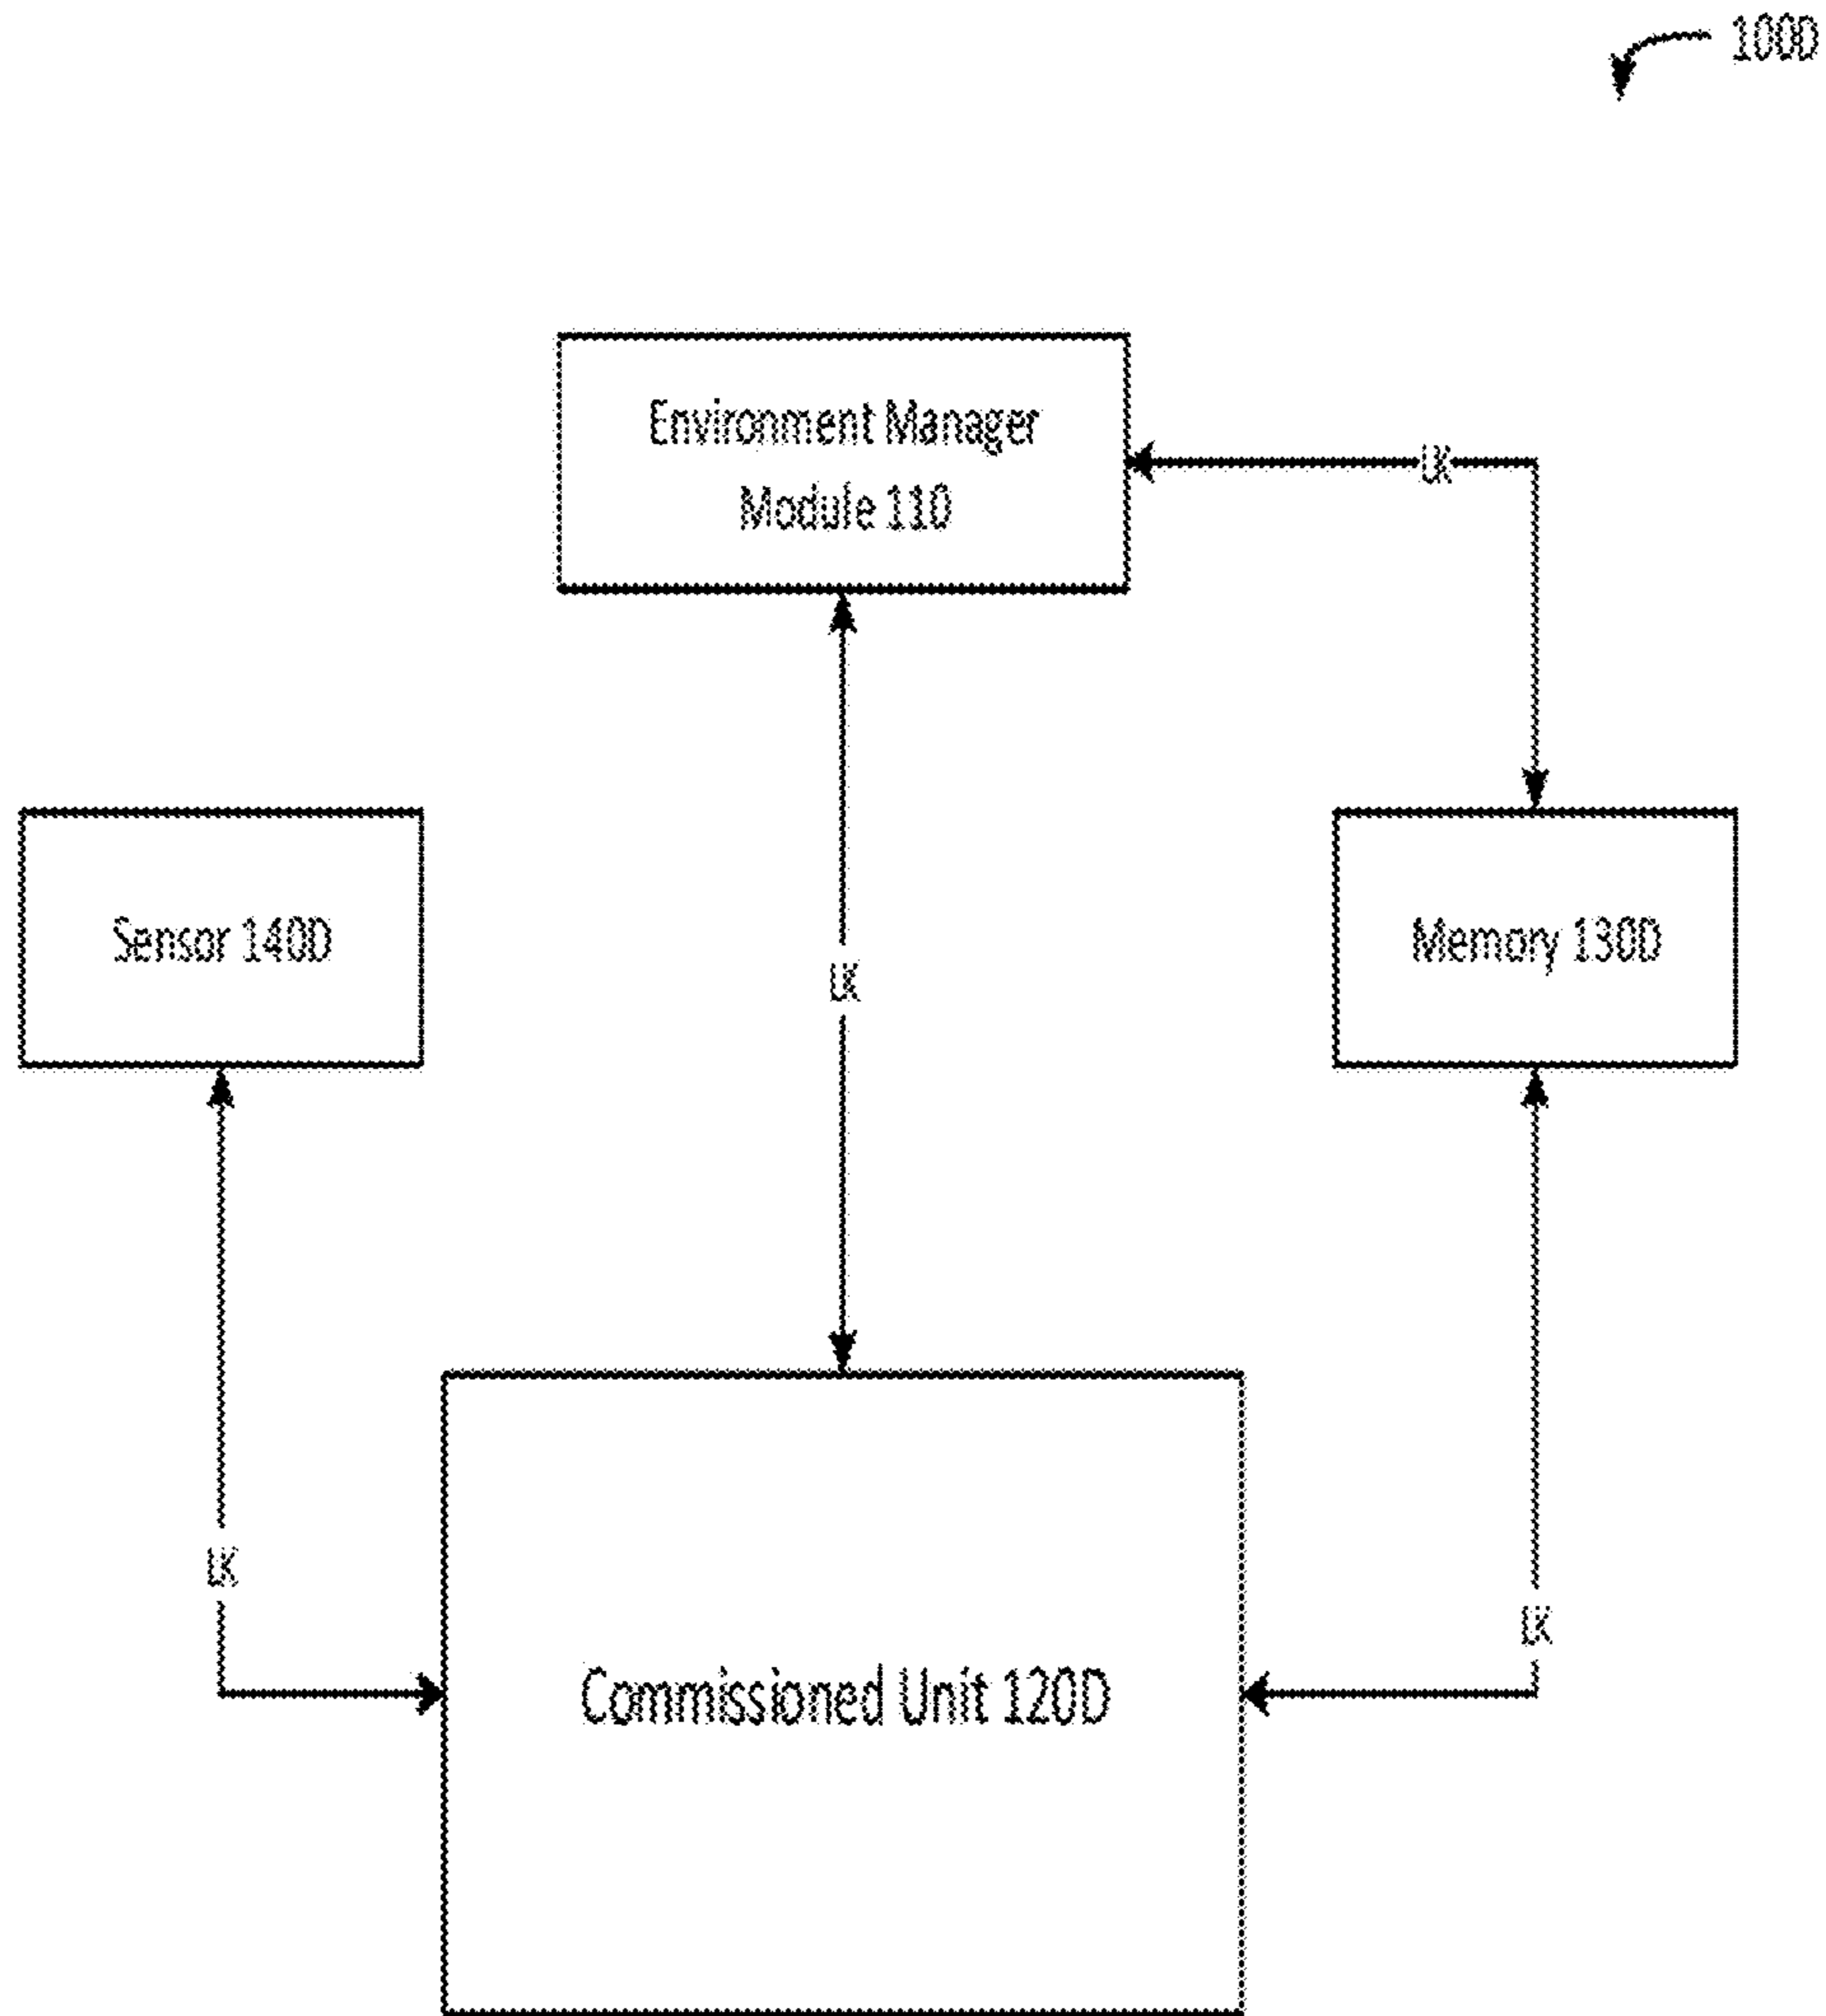 100D
Environment Manager
Module 110
LK
Sensor 140D
LK
Memory 130D
LK
LK
Commissioned Unit 120D